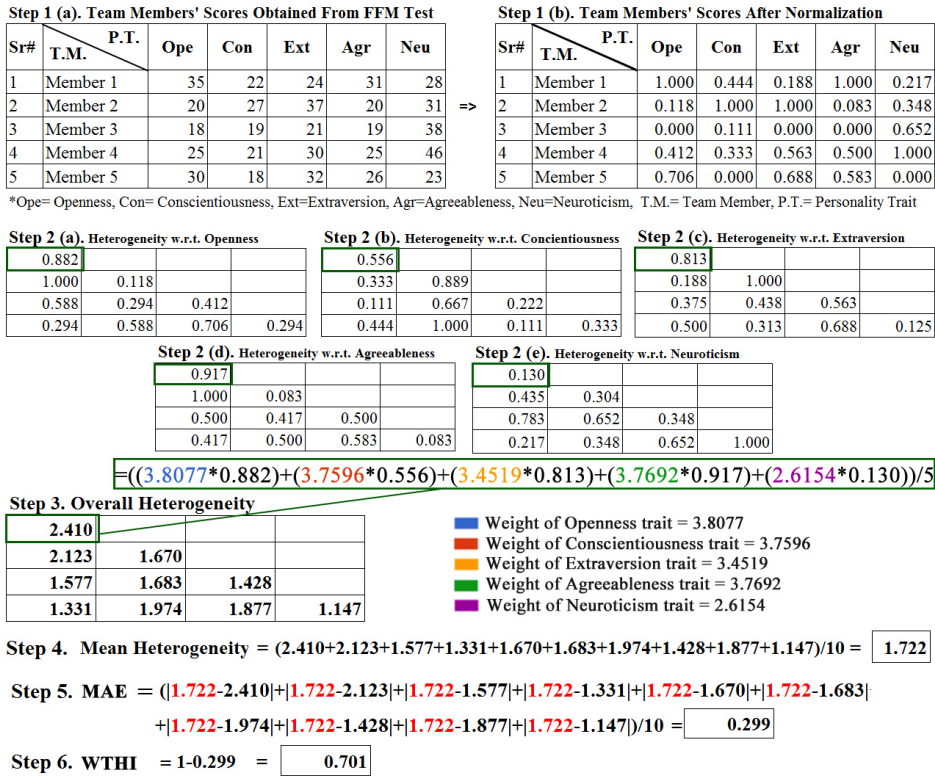 Step 1 (a). Team Members' Scores Obtained From FFM Test
Sr# P.T. T.M. Ope Con Ext Agr Neu
1 Member 1 35 22 24 31 28
2 Member 2 20 27 37 20 31
3 Member 3 18 19 21 19 38
4 Member 4 25 21 30 25 46
5 Member 5 30 18 32 26 23
=>
Step 1 (b). Team Members' Scores After Normalization
Sr# P.T. T.M. Ope Con Ext Agr Neu
1 Member 1 1.000 0.444 0.188 1.000 0.217
2 Member 2 0.118 1.000 1.000 0.083 0.348
3 Member 3 0.000 0.111 0.000 0.000 0.652
4 Member 4 0.412 0.333 0.563 0.500 1.000
5 Member 5 0.706 0.000 0.688 0.583 0.000
*Ope= Openness, Con= Conscientiousness, Ext=Extraversion, Agr=Agreeableness, Neu=Neuroticism, T.M.= Team Member, P.T.= Personality Trait
Step 2 (a). Heterogeneity w.r.t. Openness
0.882
1.000 0.118
0.588 0.294 0.412
0.294 0.588 0.706 0.294
Step 2 (b). Heterogeneity w.r.t. Concientiousness
0.556
0.333 0.889
0.111 0.667 0.222
0.444 1.000 0.111 0.333
Step 2 (c). Heterogeneity w.r.t. Extraversion
0.813
0.188 1.000
0.375 0.438 0.563
0.500 0.313 0.688 0.125
Step 2 (d). Heterogeneity w.r.t. Agreeableness
0.917
1.000 0.083
0.500 0.417 0.500
0.417 0.500 0.583 0.083
Step 2 (e). Heterogeneity w.r.t. Neuroticism
0.130
0.435 0.304
0.783 0.652 0.348
0.217 0.348 0.652 1.000
=((3.8077*0.882)+(3.7596*0.556)+(3.4519*0.813)+(3.7692*0.917)+(2.6154*0.130))/5
Step 3. Overall Heterogeneity
2.410
2.123 1.670
1.577 1.683 1.428
1.331 1.974 1.877 1.147
Weight of Openness trait = 3.8077
Weight of Conscientiousness trait = 3.7596
Weight of Extraversion trait = 3.4519
Weight of Agreeableness trait = 3.7692
Weight of Neuroticism trait = 2.6154
Step 4. Mean Heterogeneity = (2.410+2.123+1.577+1.331+1.670+1.683+1.974+1.428+1.877+1.147)/10 = 1.722
Step 5. MAE = (|1.722-2.410|+|1.722-2.123|+|1.722-1.577|+|1.722-1.331|+|1.722-1.670|+|1.722-1.683|
+|1.722-1.974|+|1.722-1.428|+|1.722-1.877|+|1.722-1.147|)/10 = 0.299
Step 6. WTHI = 1-0.299 = 0.701